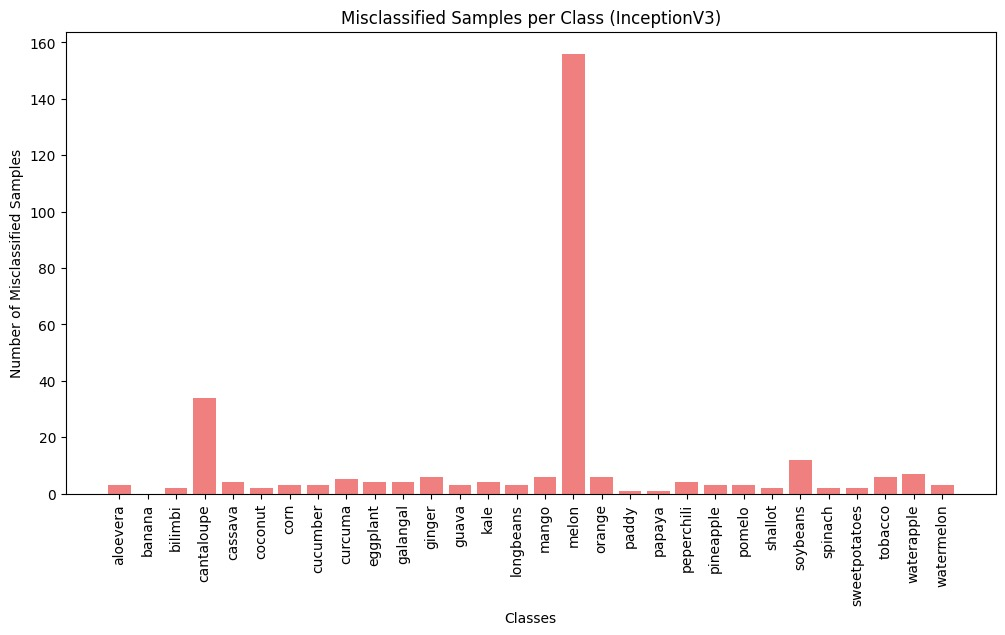 Misclassified Samples per Class (InceptionV3)
Number of Misclassified Samples
160
140
120
100
80
60
40
20
0
aloevera
banana
bilimbi
cantaloupe
cassava
coconut
corn
cucumber
curcuma
eggplant
galangal
ginger
guava
kale
longbeans
mango
melon
orange
paddy
papaya
peperchili
pineapple
pomelo
shallot
soybeans
spinach
sweetpotatoes
tobacco
waterapple
watermelon
Classes